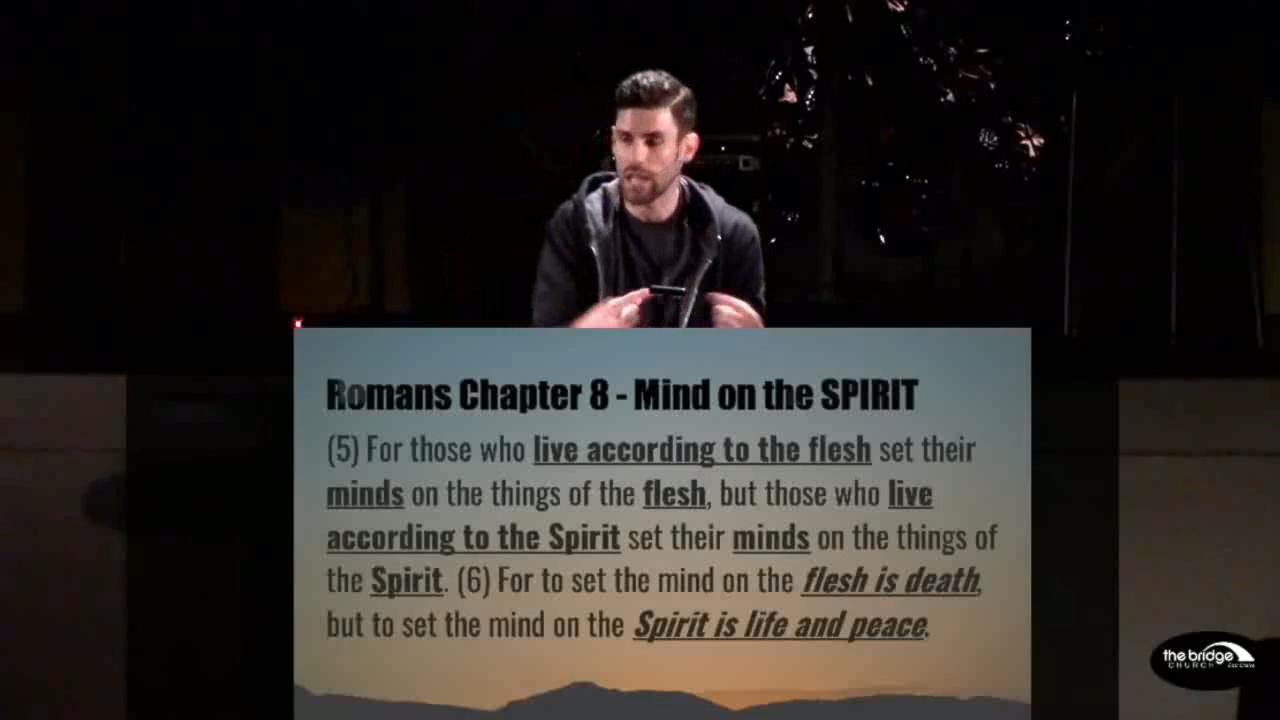 Romans Chapter 8 - Mind on the SPIRIT
(5) For those who live according to the flesh set their
minds on the things of the flesh, but those who live
according to the Spirit set their minds on the things of
the Spirit. (6) For to set the mind on the flesh is death,
but to set the mind on the Spirit is life and peace.
the bridge
CHURCH